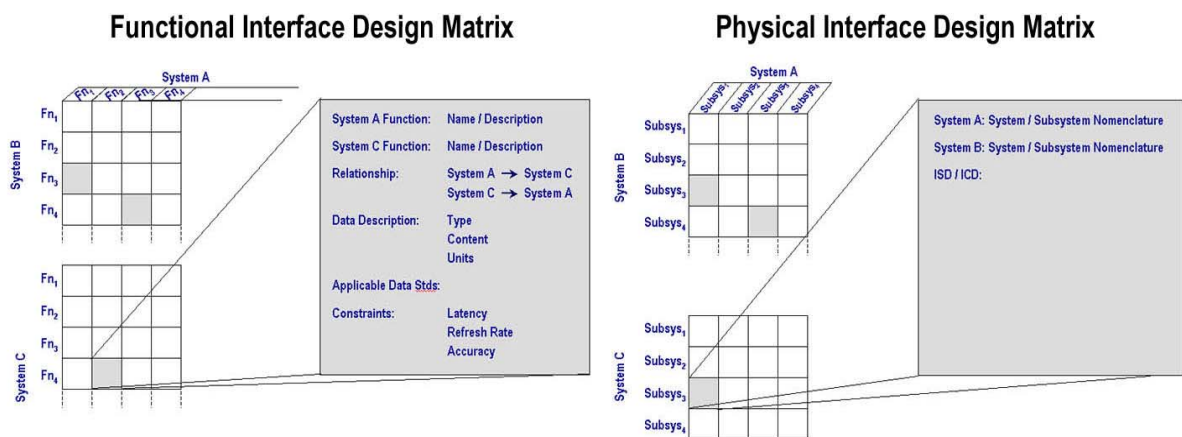 Functional Interface Design Matrix
System A
Fn1 Fn2 Fn3 Fn4
System B
Fn1
Fn2
Fn3
Fn4
System C
Fn1
Fn2
Fn3
Fn4
System A Function: Name / Description
System C Function: Name / Description
Relationship: System A → System C
System C → System A
Data Description: Type
Content
Units
Applicable Data Stds:
Constraints: Latency
Refresh Rate
Accuracy
Physical Interface Design Matrix
System A
Subsys1 Subsys2 Subsys3 Subsys4
System B
Subsys1
Subsys2
Subsys3
Subsys4
System C
Subsys1
Subsys2
Subsys3
Subsys4
System A: System / Subsystem Nomenclature
System B: System / Subsystem Nomenclature
ISD / ICD: